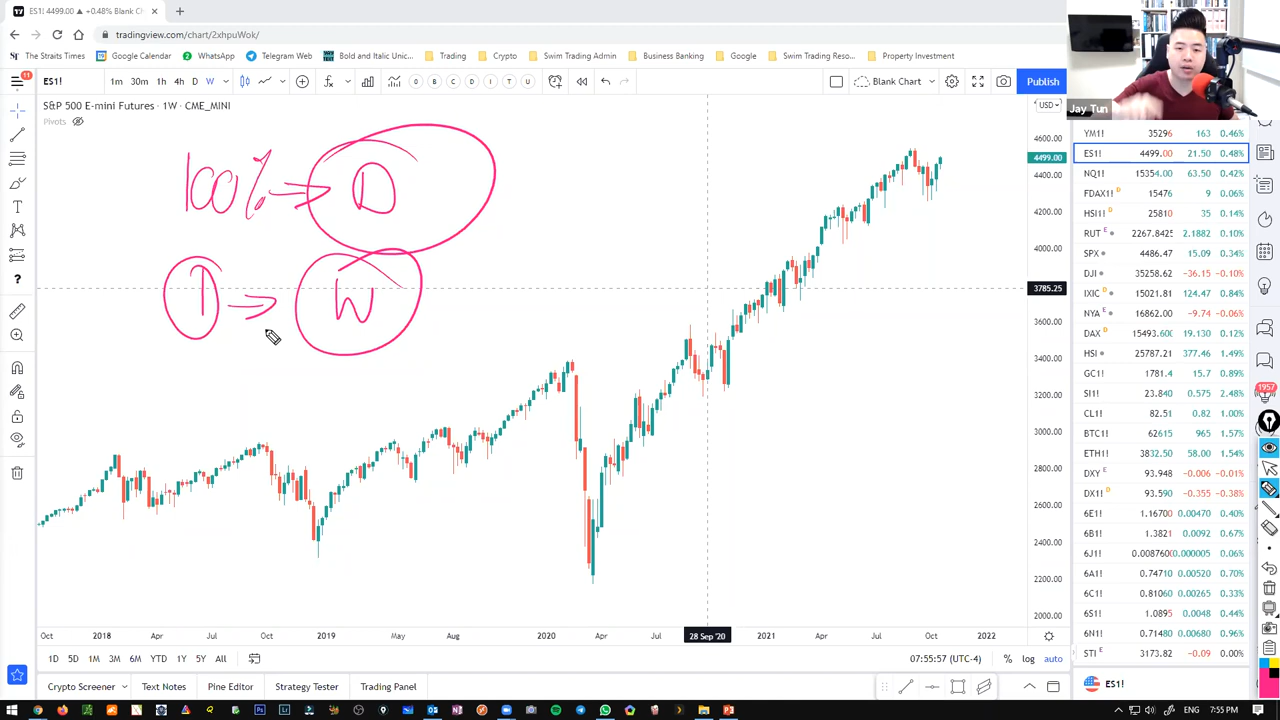 ES1! 4499.00 ▲ +0.48% Blank C
tradingview.com/chart/2xhpuWok/
The Straits Times Google Calendar WhatsApp Telegram Web Bold and Italic Uni Trading Crypto Swim Trading Admin Business Banking Google Swim Trading Reso... Property Investment
11
ES1! 1m 30m 1h 4h D W O B C D S T U Blank Chart Publish
Jay Tun
S&P 500 E-mini Futures · 1W · CME_MINI
USD
Pivots
100% ⇒ D
↑ ⇒ W
4600.00
4499.00
4400.00
4200.00
4000.00
3785.25
3600.00
3400.00
3200.00
3000.00
2800.00
2600.00
2400.00
2200.00
2000.00
YM1! 35296 163 0.46%
ES1! 4499.00 21.50 0.48%
NQ1! 15354.00 63.50 0.42%
FDAX1! D 15476 9 0.06%
HSI1! D 25810 35 0.14%
RUT E 2267.8425 2.1882 0.10%
SPX 4486.47 15.09 0.34%
DJI 35258.62 -36.15 -0.10%
IXIC D 15021.81 124.47 0.84%
NYA 16862.00 -9.74 -0.06%
DAX 15493.600 19.130 0.12%
HSI 25787.21 377.46 1.49%
GC1! 1781.4 15.7 0.89%
SI1! 23.840 0.575 2.48%
CL1! 82.51 0.82 1.00%
BTC1! 62615 965 1.57%
ETH1! 3832.50 58.00 1.54%
DXY E 93.948 -0.006 -0.01%
DX1! D 93.590 -0.355 -0.38%
6E1! 1.16700 0.00470 0.40%
6B1! 1.3821 0.0092 0.67%
6J1! 0.008760 0.000005 0.06%
6A1! 0.74710 0.00520 0.70%
6C1! 0.81060 0.00265 0.33%
6S1! 1.0895 0.0048 0.44%
6N1! 0.71480 0.00680 0.96%
STI E 3173.82 -0.09 0.00%
1957
Oct 2018 Apr Jul Oct 2019 May Aug 2020 Apr Jul 28 Sep '20 2021 Apr Jul Oct 2022
1D 5D 1M 3M 6M YTD 1Y 5Y All 07:55:57 (UTC-4) % log auto
Crypto Screener Text Notes Pine Editor Strategy Tester Trading Panel
ES1!
ENG 7:55 PM